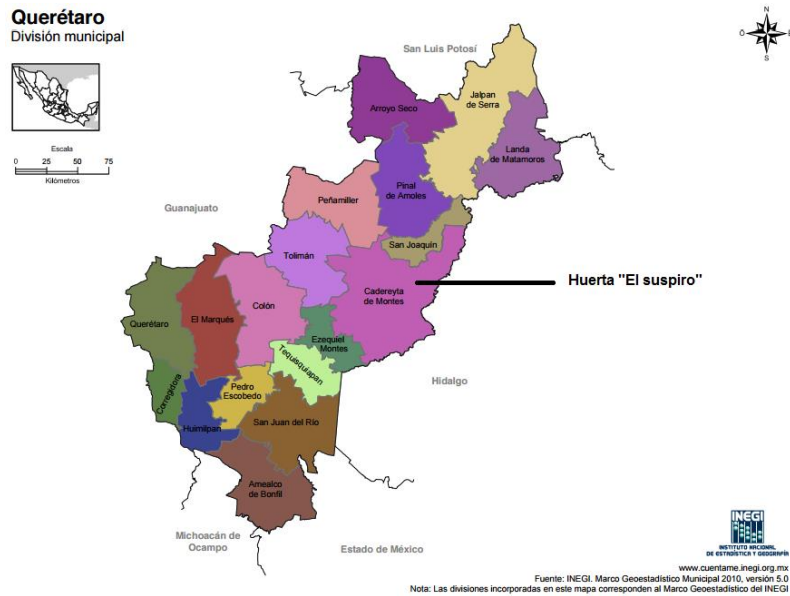 Querétaro
División municipal
N
O
E
S
San Luis Potosí
Escala
0 25 50 75
Kilómetros
Arroyo Seco
Jalpan
de Serra
Landa
de Matamoros
Pinal
de Amoles
Peñamiller
Guanajuato
San Joaquín
Tolimán
Cadereyta
de Montes
Huerta "El suspiro"
Colón
El Marqués
Querétaro
Ezequiel
Montes
Tequisquiapan
Hidalgo
Corregidora
Pedro
Escobedo
Huimilpan
San Juan del Río
Amealco
de Bonfil
Michoacán de
Ocampo
Estado de México
INEGI
INSTITUTO NACIONAL
DE ESTADÍSTICA Y GEOGRAFÍA
www.cuentame.inegi.org.mx
Fuente: INEGI. Marco Geoestadístico Municipal 2010, versión 5.0
Nota: Las divisiones incorporadas en este mapa corresponden al Marco Geoestadístico del INEGI